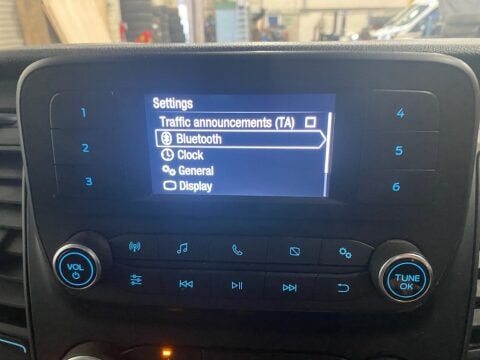 Settings
Traffic announcements (TA)
Bluetooth
Clock
General
Display
1
2
3
4
5
6
VOL
TUNE
OK